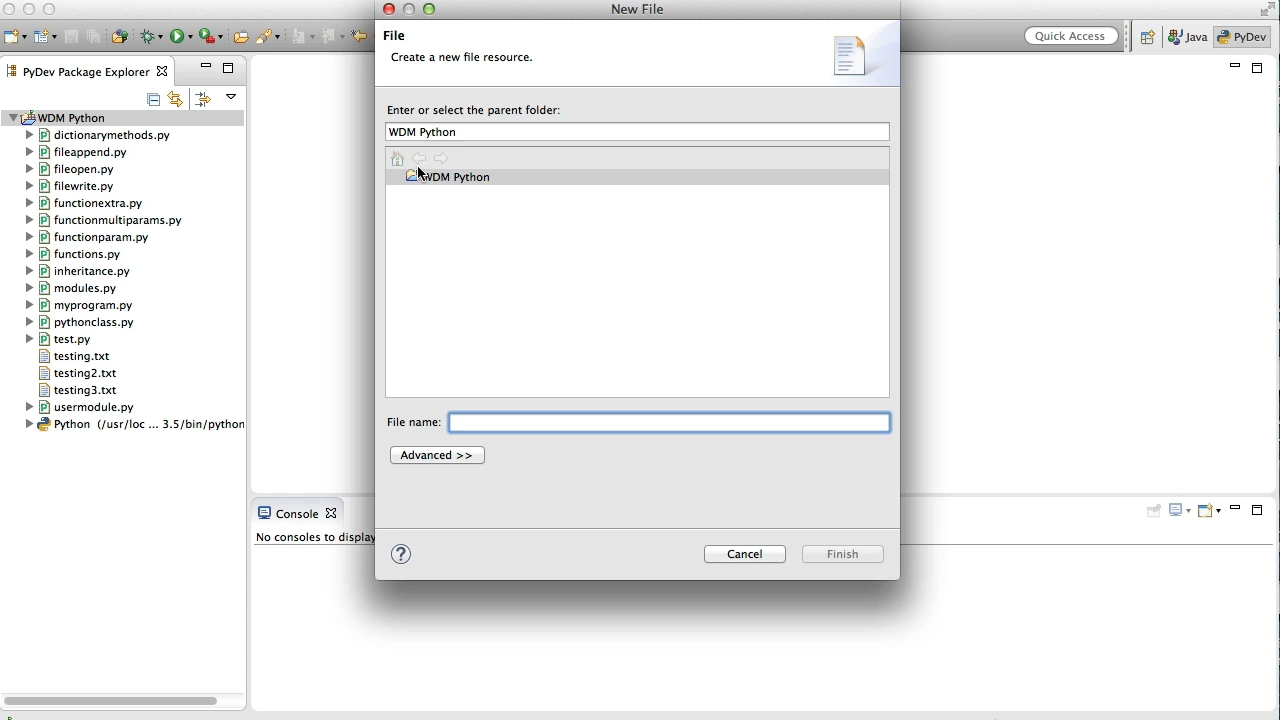 New File
File
Create a new file resource.
Quick Access
Java
PyDev
PyDev Package Expl
WDM Python
dictionarymethods.py
fileappend.py
fileopen.py
filewrite.py
functionextra.py
functionmultiparams.py
functionparam.py
functions.py
inheritance.py
modules.py
myprogram.py
pythonclass.py
test.py
testing.txt
testing2.txt
testing3.txt
usermodule.py
Python (/usr/loc ... 3.5/bin/python
Enter or select the parent folder:
WDM Python
WDM Python
File name:
Advanced >>
Cancel
Finish
Console
No consoles to display